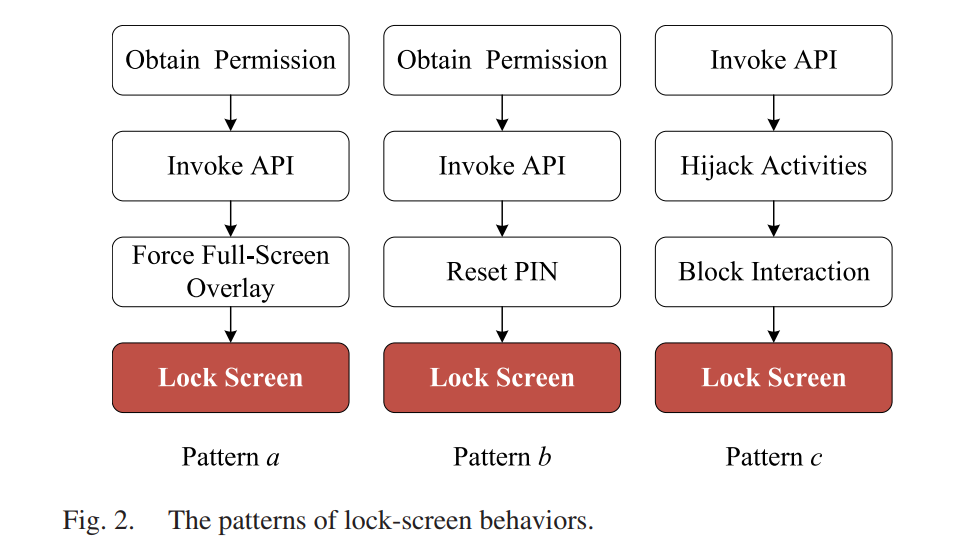 Obtain Permission
Invoke API
Force Full-Screen
Overlay
Lock Screen
Pattern a
Obtain Permission
Invoke API
Reset PIN
Lock Screen
Pattern b
Invoke API
Hijack Activities
Block Interaction
Lock Screen
Pattern c
Fig. 2. The patterns of lock-screen behaviors.